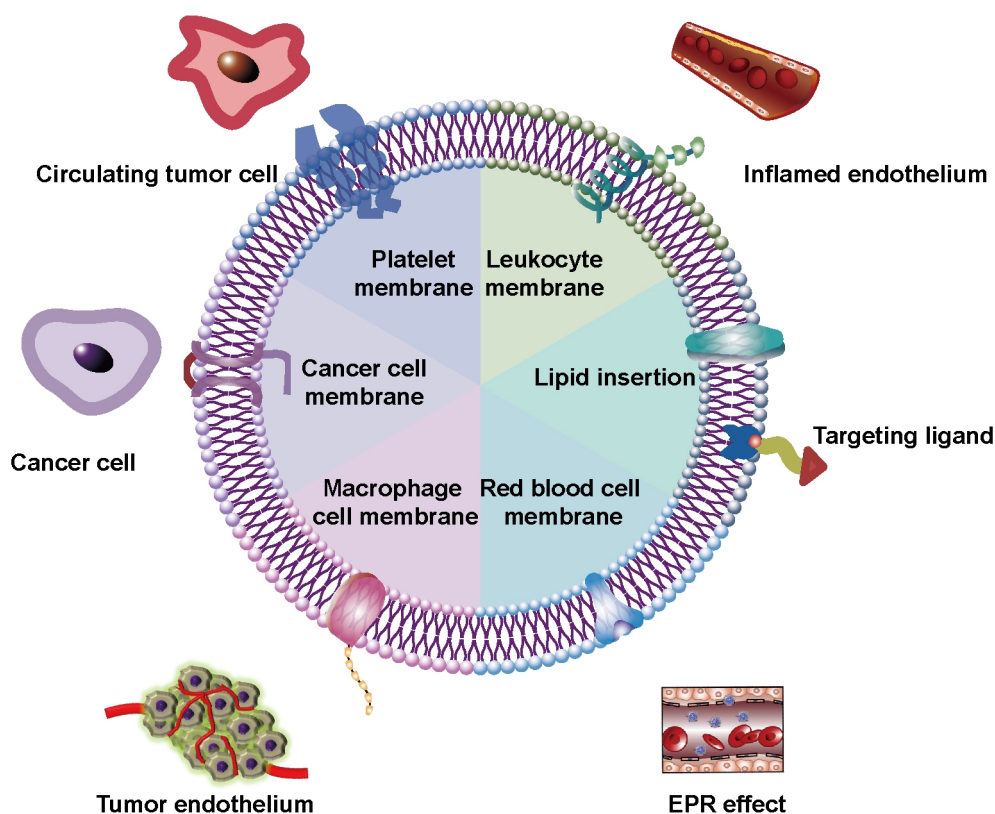 Circulating tumor cell
Inflamed endothelium
Platelet
membrane
Leukocyte
membrane
Cancer cell
membrane
Lipid insertion
Targeting ligand
Cancer cell
Macrophage
cell membrane
Red blood cell
membrane
Tumor endothelium
EPR effect